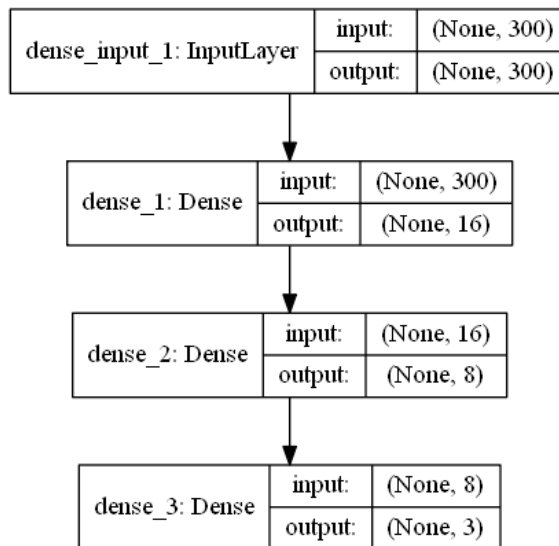 dense_input_1: InputLayer
input: (None, 300)
output: (None, 300)
dense_1: Dense
input: (None, 300)
output: (None, 16)
dense_2: Dense
input: (None, 16)
output: (None, 8)
dense_3: Dense
input: (None, 8)
output: (None, 3)